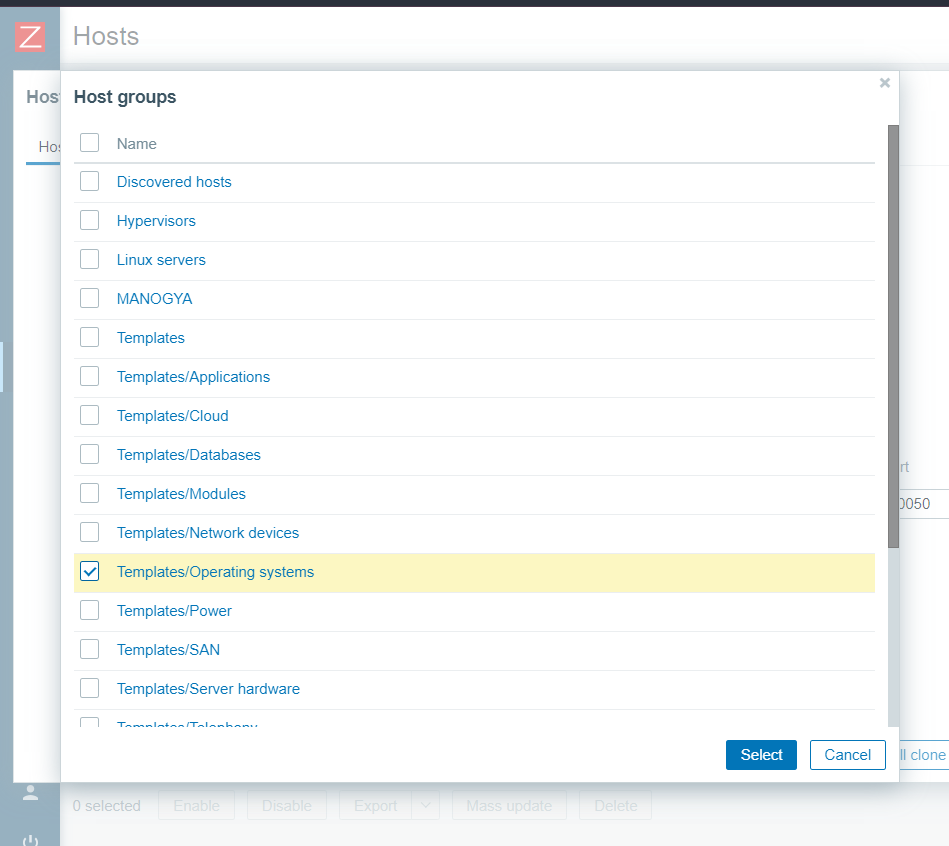 Z
Hosts
Hos
Host groups
Hos
Name
Discovered hosts
Hypervisors
Linux servers
MANOGYA
Templates
Templates/Applications
Templates/Cloud
Templates/Databases
rt
Templates/Modules
0050
Templates/Network devices
Templates/Operating systems
Templates/Power
Templates/SAN
Templates/Server hardware
Templates/Telephony
Select
Cancel
ll clone
0 selected
Enable
Disable
Export
Mass update
Delete